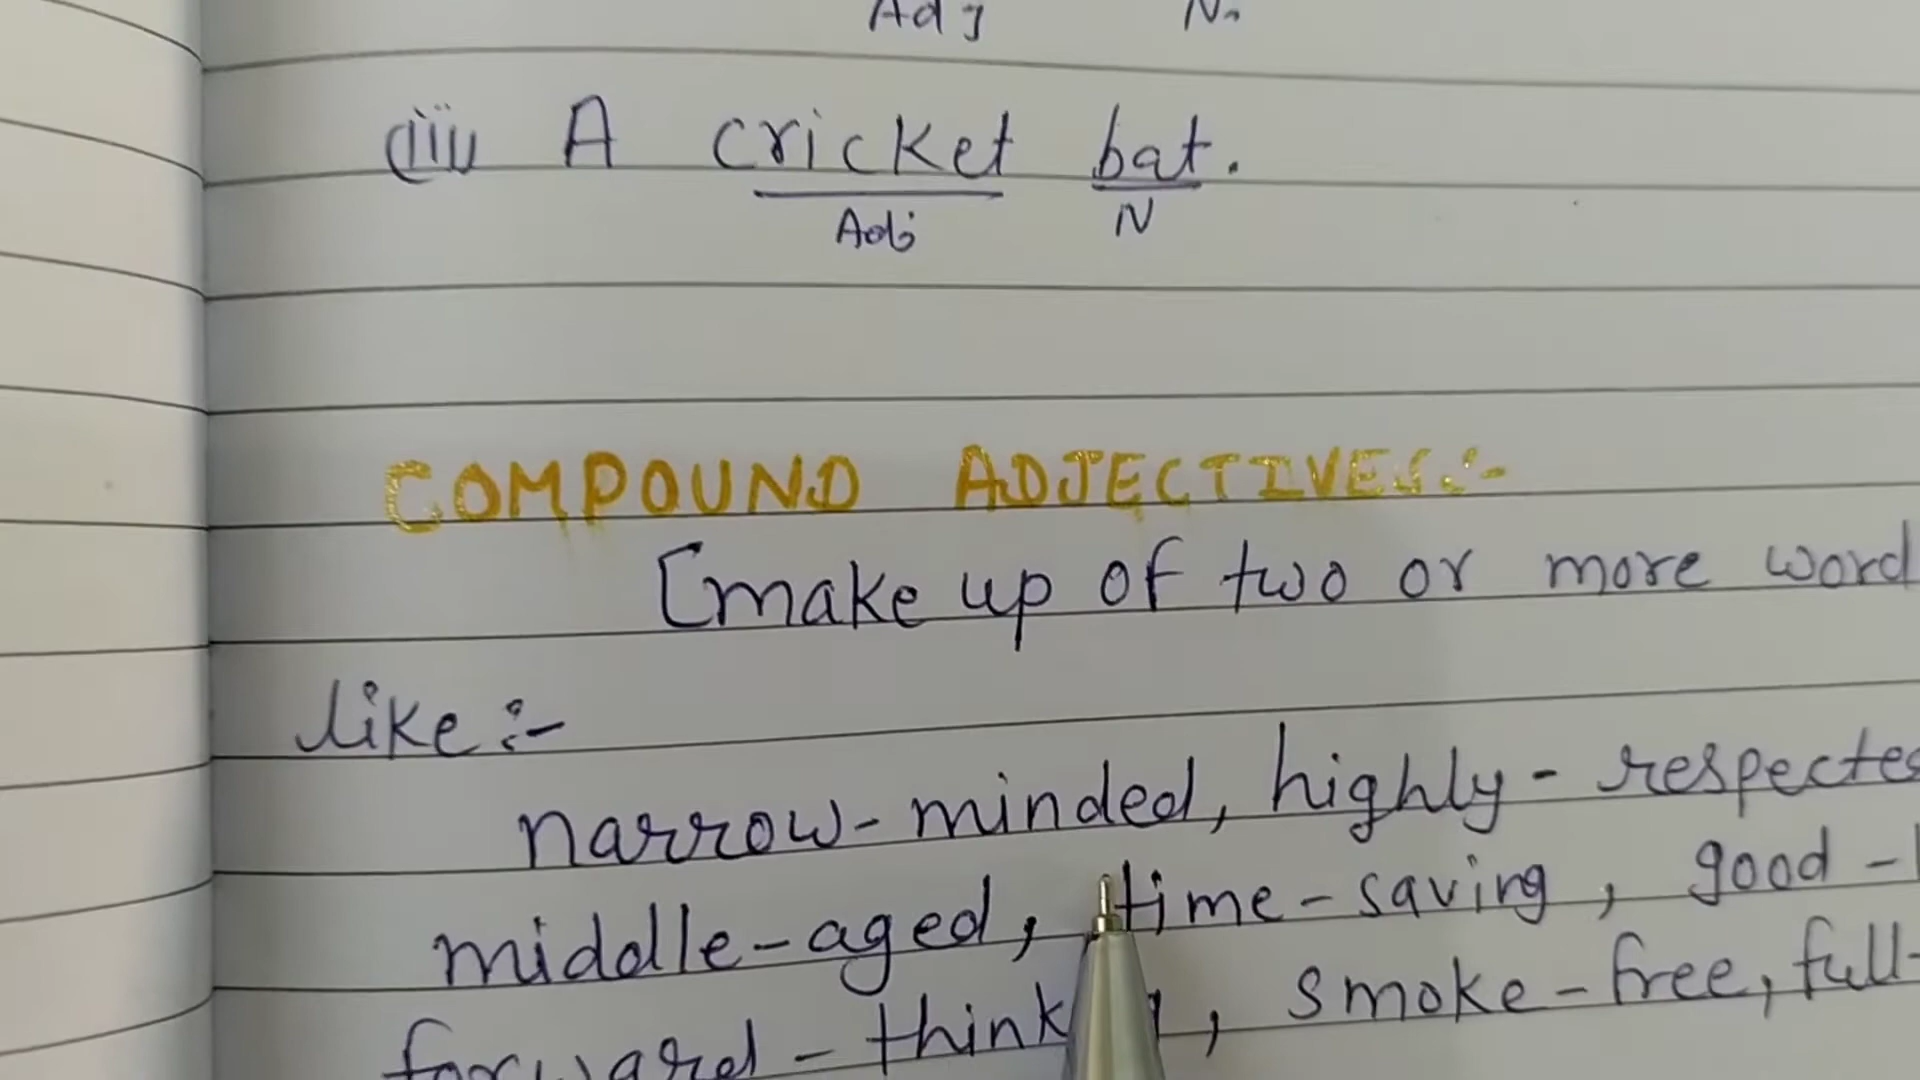 Adj N.
(iii) A cricket bat.
Adj N
COMPOUND ADJECTIVES:-
[make up of two or more word
like:-
narrow-minded, highly-respected
middle-aged, time-saving, good-
forward-think, smoke-free, full-